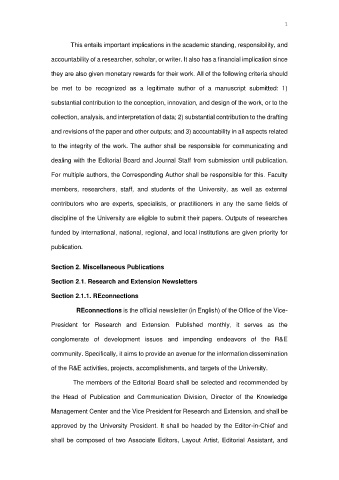 1
This entails important implications in the academic standing, responsibility, and
accountability of a researcher, scholar, or writer. It also has a financial implication since
they are also given monetary rewards for their work. All of the following criteria should
be met to be recognized as a legitimate author of a manuscript submitted: 1)
substantial contribution to the conception, innovation, and design of the work, or to the
collection, analysis, and interpretation of data; 2) substantial contribution to the drafting
and revisions of the paper and other outputs; and 3) accountability in all aspects related
to the integrity of the work. The author shall be responsible for communicating and
dealing with the Editorial Board and Journal Staff from submission until publication.
For multiple authors, the Corresponding Author shall be responsible for this. Faculty
members, researchers, staff, and students of the University, as well as external
contributors who are experts, specialists, or practitioners in any the same fields of
discipline of the University are eligible to submit their papers. Outputs of researches
funded by international, national, regional, and local institutions are given priority for
publication.
Section 2. Miscellaneous Publications
Section 2.1. Research and Extension Newsletters
Section 2.1.1. REconnections
REconnections is the official newsletter (in English) of the Office of the Vice-
President for Research and Extension. Published monthly, it serves as the
conglomerate of development issues and impending endeavors of the R&E
community. Specifically, it aims to provide an avenue for the information dissemination
of the R&E activities, projects, accomplishments, and targets of the University.
The members of the Editorial Board shall be selected and recommended by
the Head of Publication and Communication Division, Director of the Knowledge
Management Center and the Vice President for Research and Extension, and shall be
approved by the University President. It shall be headed by the Editor-in-Chief and
shall be composed of two Associate Editors, Layout Artist, Editorial Assistant, and